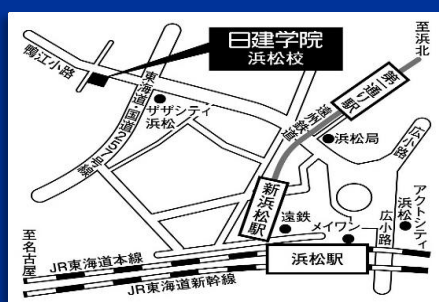 日建学院
浜松校
至浜北
鴨江小路
第一通り駅
東海道・国道257号線
ザザシティ
浜松
遠州鉄道
浜松局
広小路
新浜松駅
遠鉄
メイワン
広小路
アクトシティ
浜松
至名古屋
浜松駅
JR東海道本線
JR東海道新幹線